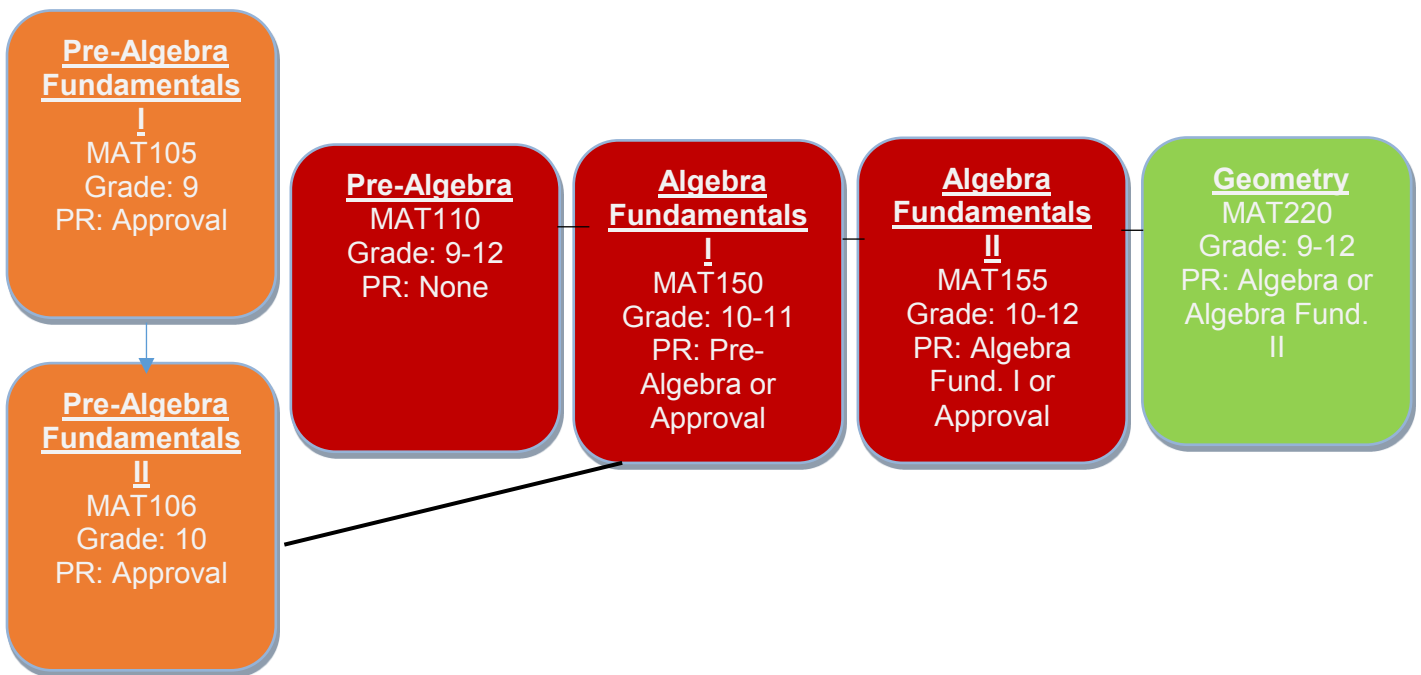 Pre-Algebra
Fundamentals
I
MAT105
Grade: 9
PR: Approval
Pre-Algebra
Fundamentals
II
MAT106
Grade: 10
PR: Approval
Pre-Algebra
MAT110
Grade: 9-12
PR: None
Algebra
Fundamentals
I
MAT150
Grade: 10-11
PR: Pre-
Algebra or
Approval
Algebra
Fundamentals
II
MAT155
Grade: 10-12
PR: Algebra
Fund. I or
Approval
Geometry
MAT220
Grade: 9-12
PR: Algebra or
Algebra Fund.
II